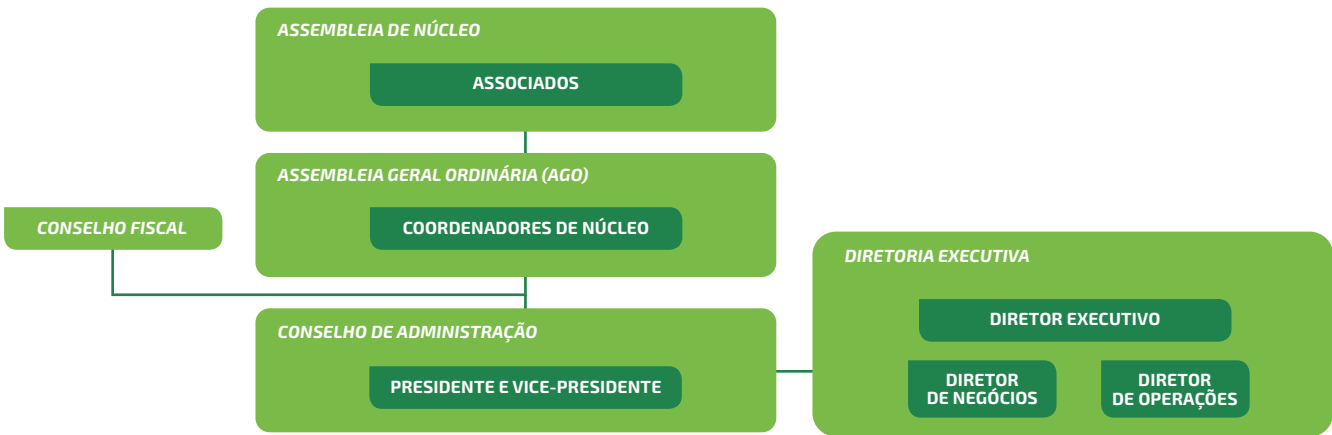 ASSEMBLEIA DE NÚCLEO
ASSOCIADOS
ASSEMBLEIA GERAL ORDINÁRIA (AGO)
COORDENADORES DE NÚCLEO
CONSELHO FISCAL
CONSELHO DE ADMINISTRAÇÃO
PRESIDENTE E VICE-PRESIDENTE
DIRETORIA EXECUTIVA
DIRETOR EXECUTIVO
DIRETOR
DE NEGÓCIOS
DIRETOR
DE OPERAÇÕES